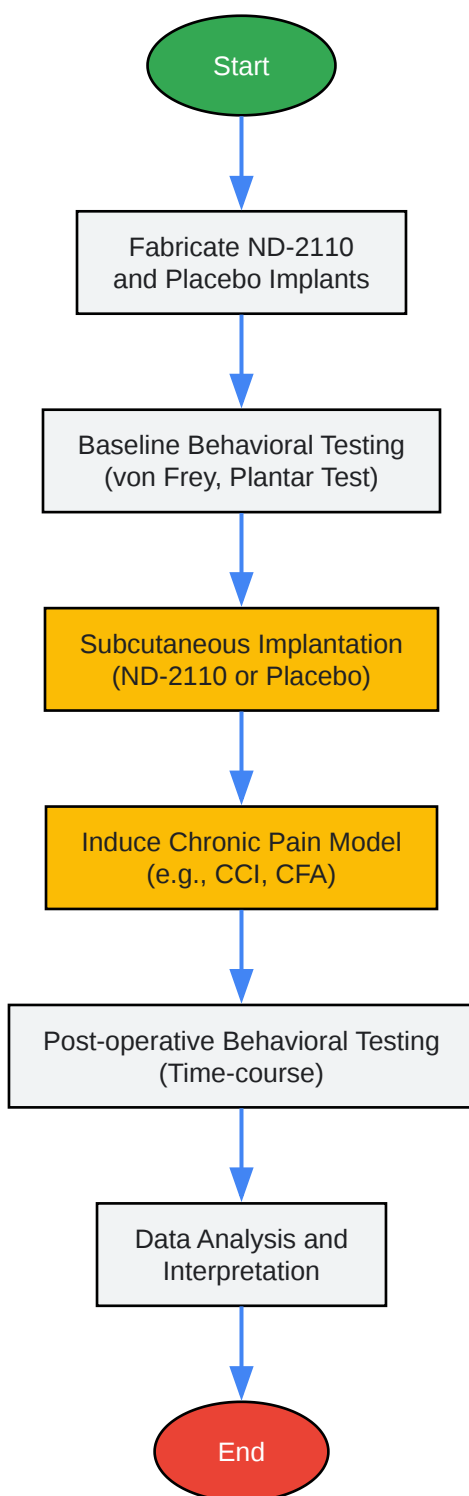 Start
Fabricate ND-2110
and Placebo Implants
Baseline Behavioral Testing
(von Frey, Plantar Test)
Subcutaneous Implantation
(ND-2110 or Placebo)
Induce Chronic Pain Model
(e.g., CCI, CFA)
Post-operative Behavioral Testing
(Time-course)
Data Analysis and
Interpretation
End